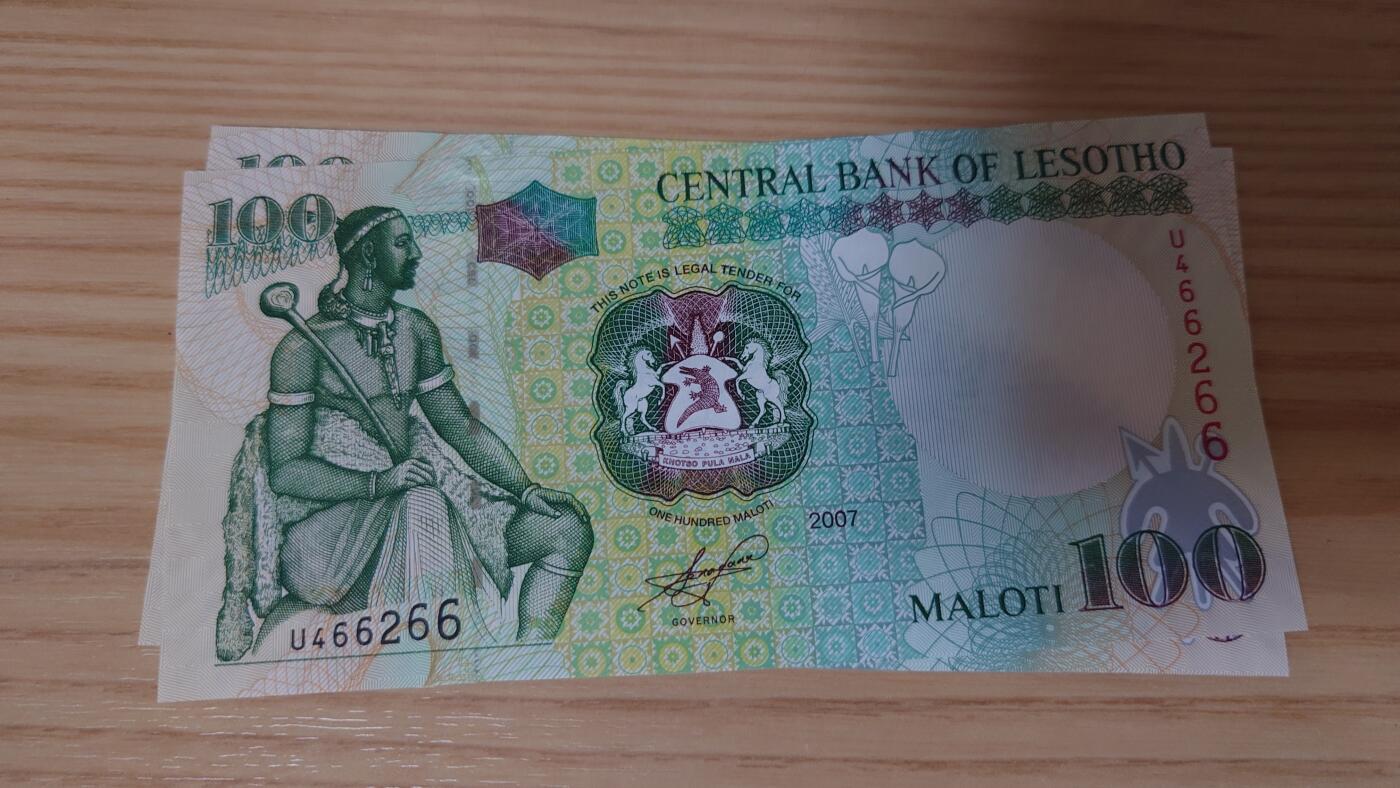 100
100
CENTRAL BANK OF LESOTHO
U466266
THIS NOTE IS LEGAL TENDER FOR
KHOTSO PULA NALA
ONE HUNDRED MALOTI
2007
GOVERNOR
MALOTI 100
U466266